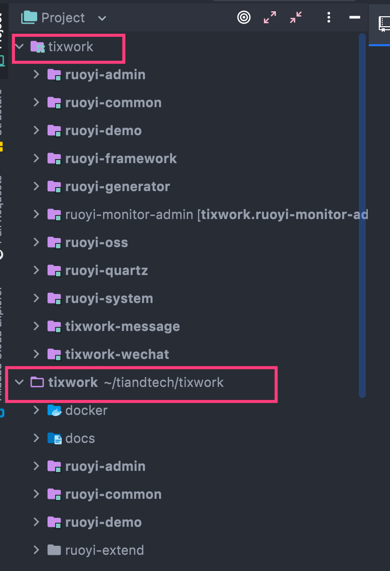 Project
tixwork
ruoyi-admin
ruoyi-common
ruoyi-demo
ruoyi-framework
ruoyi-generator
ruoyi-monitor-admin [tixwork.ruoyi-monitor-ad
ruoyi-oss
ruoyi-quartz
ruoyi-system
tixwork-message
tixwork-wechat
tixwork ~/tiandtech/tixwork
docker
docs
ruoyi-admin
ruoyi-common
ruoyi-demo
ruoyi-extend